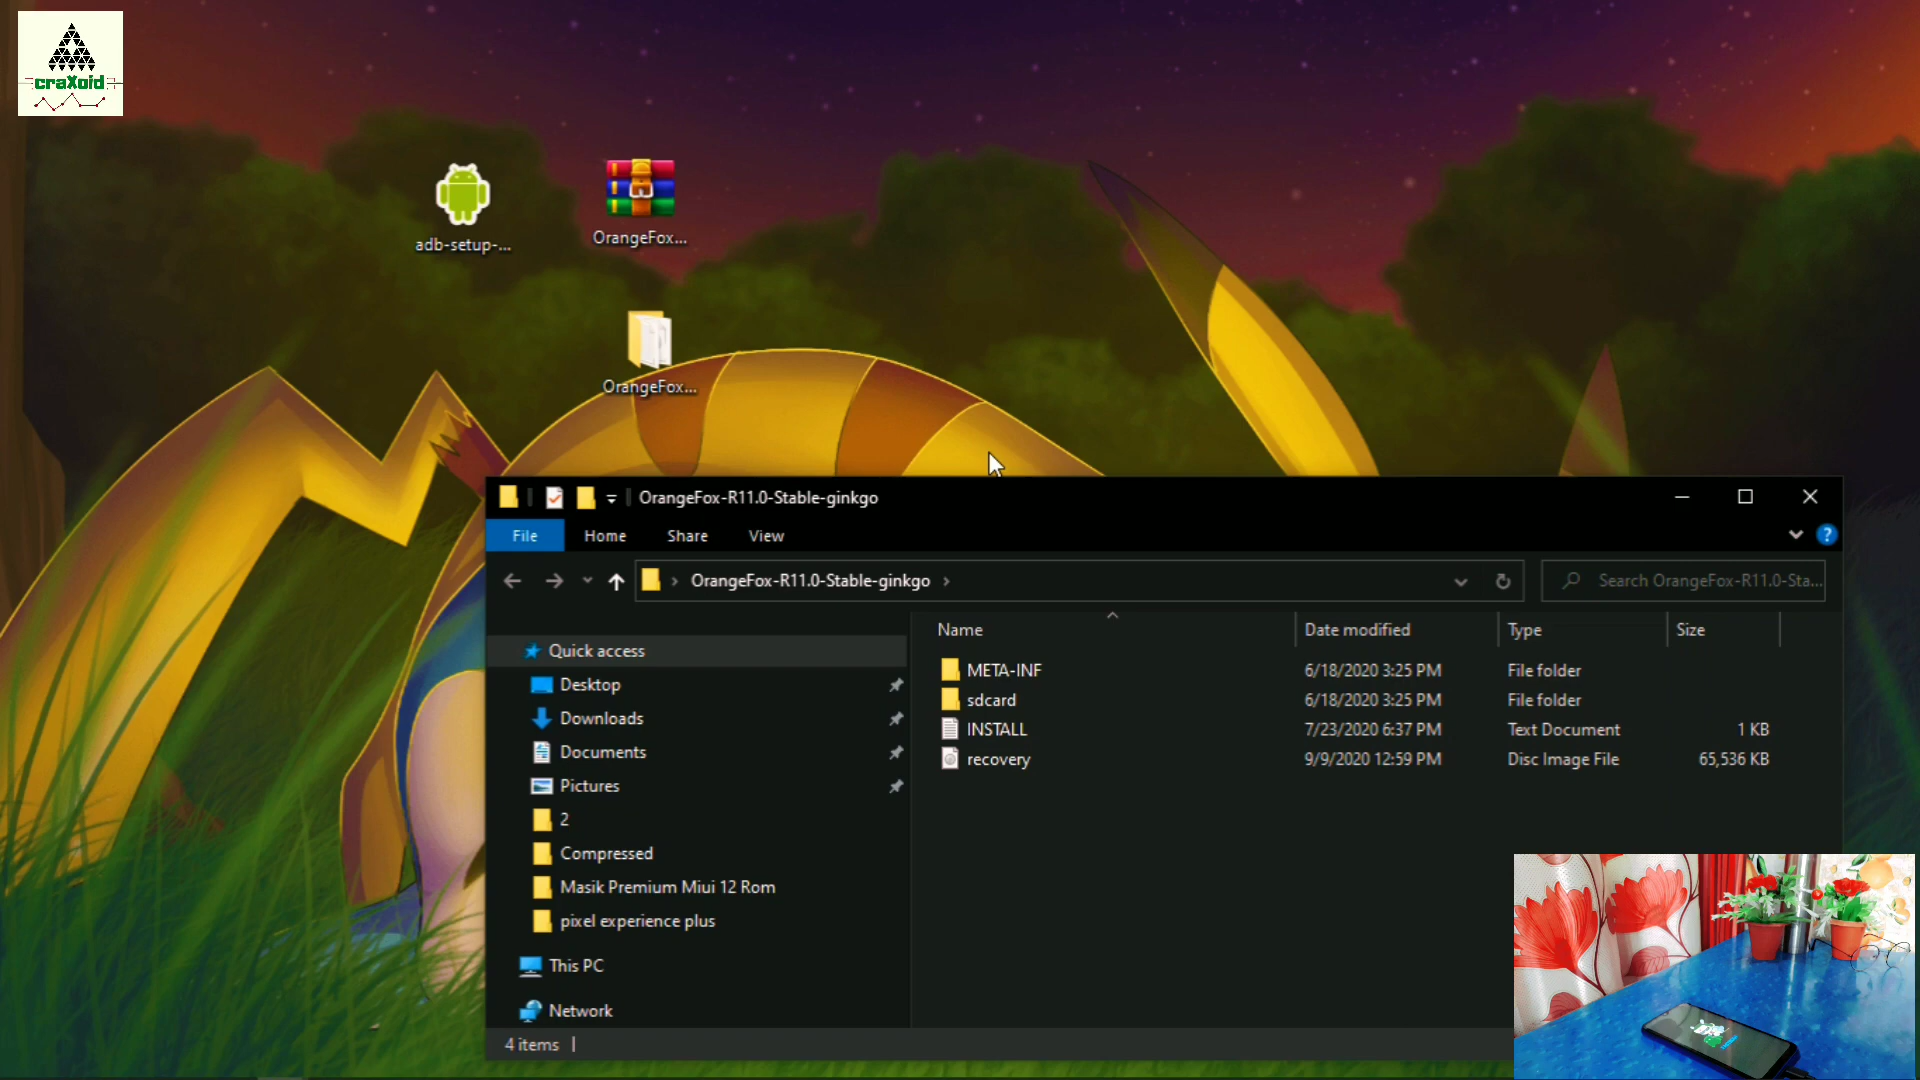 craXoid
adb-setup-...
OrangeFox...
OrangeFox...
OrangeFox-R11.0-Stable-ginkgo
File Home Share View
OrangeFox-R11.0-Stable-ginkgo
Search OrangeFox-R11.0-Sta...
Name Date modified Type Size
Quick access
Desktop
Downloads
Documents
Pictures
2
Compressed
Masik Premium Miui 12 Rom
pixel experience plus
This PC
Network
META-INF 6/18/2020 3:25 PM File folder
sdcard 6/18/2020 3:25 PM File folder
INSTALL 7/23/2020 6:37 PM Text Document 1 KB
recovery 9/9/2020 12:59 PM Disc Image File 65,536 KB
4 items